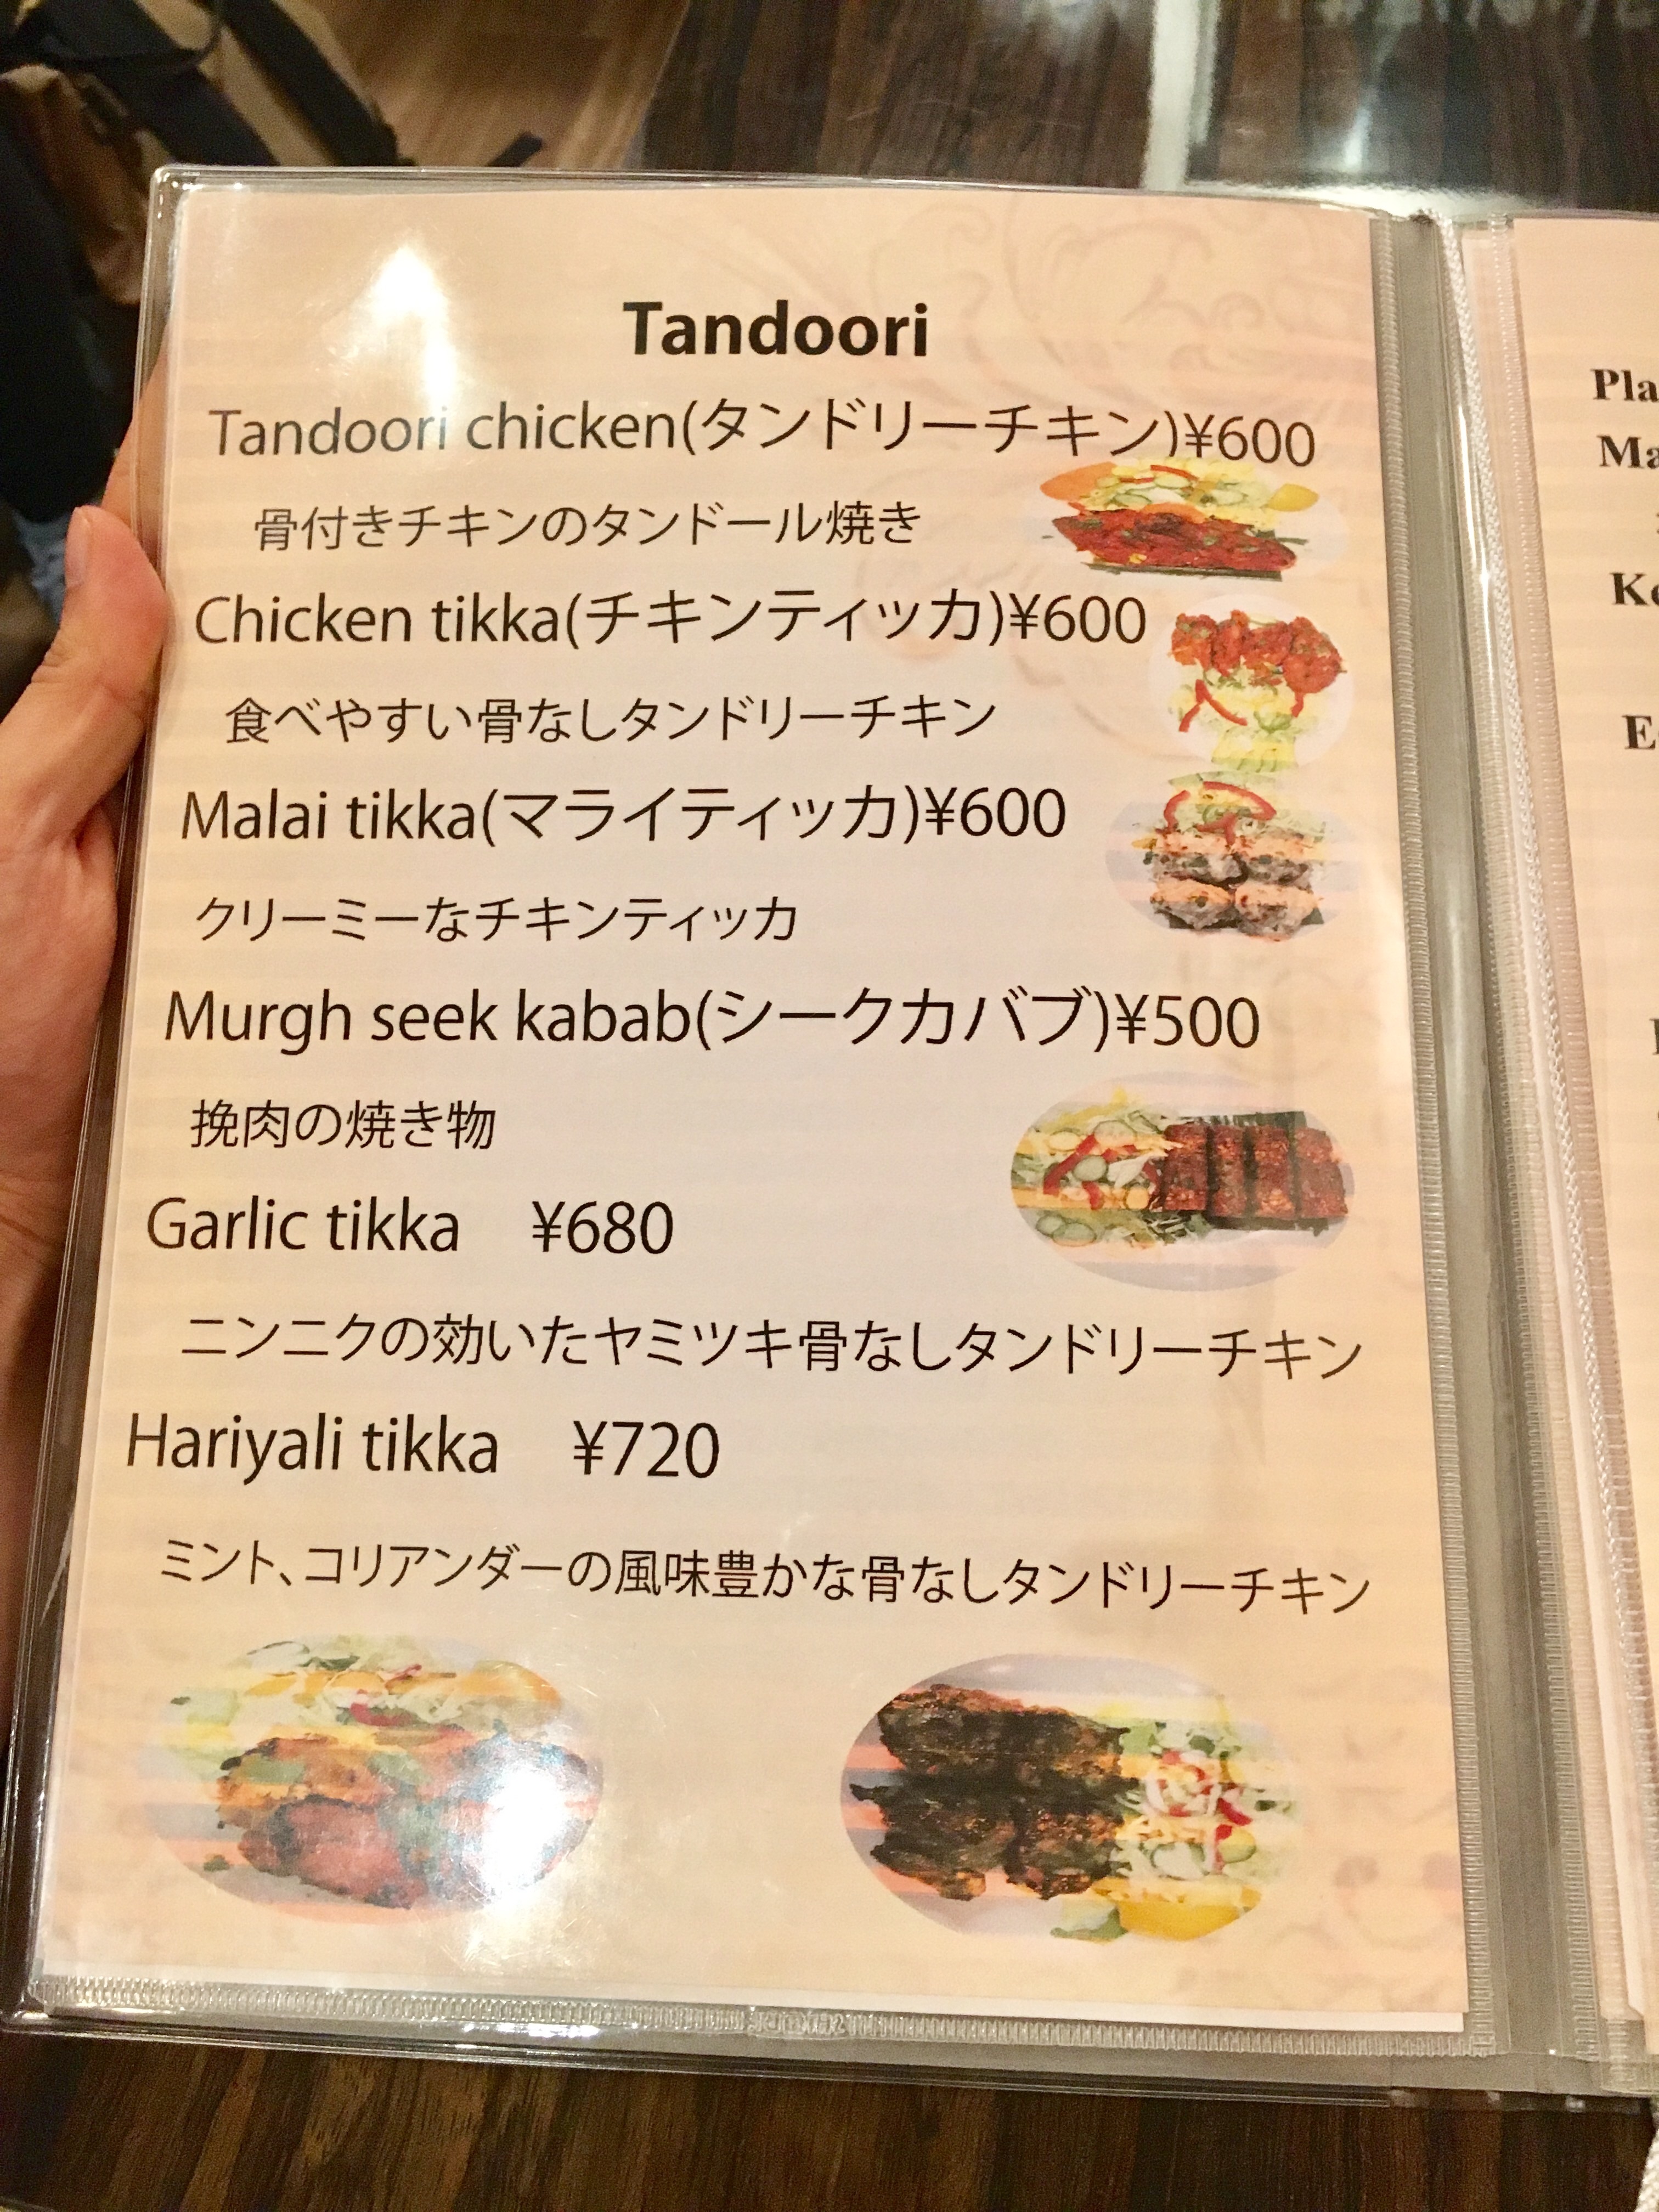 Tandoori
Tandoori chicken(タンドリーチキン)¥600
骨付きチキンのタンドール焼き
Chicken tikka(チキンティッカ)¥600
食べやすい骨なしタンドリーチキン
Malai tikka(マライティッカ)¥600
クリーミーなチキンティッカ
Murgh seek kabab(シークカバブ)¥500
挽肉の焼き物
Garlic tikka ¥680
ニンニクの効いたヤミツキ骨なしタンドリーチキン
Hariyali tikka ¥720
ミント、コリアンダーの風味豊かな骨なしタンドリーチキン